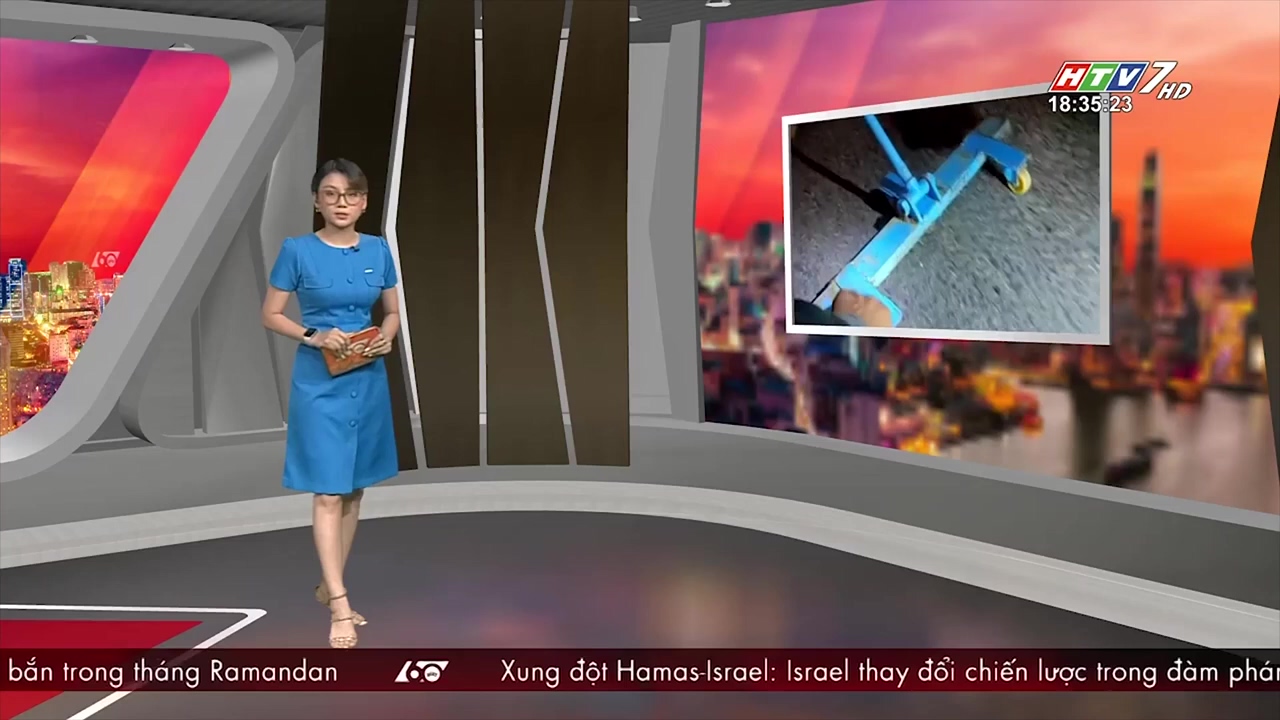 HTV7 HD
18:35:23
60
bắn trong tháng Ramandan
60
Xung đột Hamas-Israel: Israel thay đổi chiến lược trong đàm phán